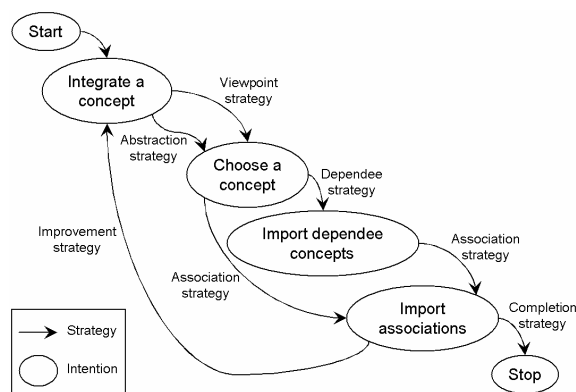 Start
Integrate a
concept
Viewpoint
strategy
Abstraction
strategy
Choose a
concept
Dependee
strategy
Improvement
strategy
Import dependee
concepts
Association
strategy
Association
strategy
Import
associations
Completion
strategy
Strategy
Intention
Stop